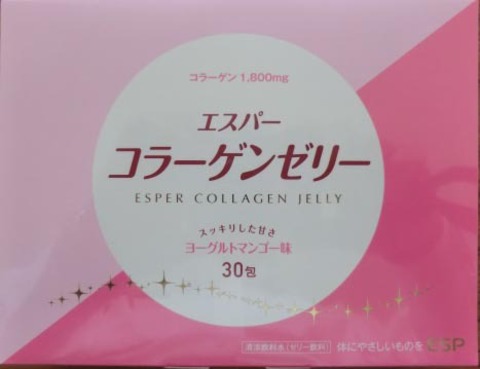 コラーゲン 1,800mg
エスパー
コラーゲンゼリー
ESPER COLLAGEN JELLY
スッキリした甘さ
ヨーグルトマンゴー味
30包
清涼飲料水(ゼリー飲料) 体にやさしいものを ESP